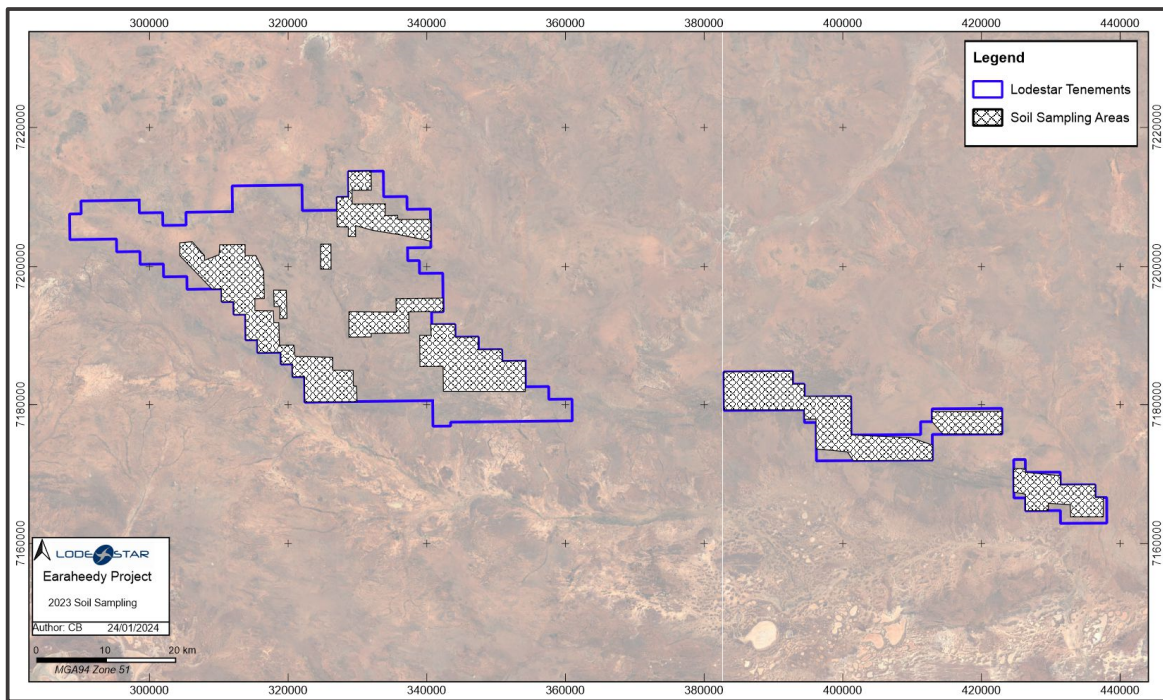 300000 320000 340000 360000 380000 400000 420000 440000
Legend
Lodestar Tenements
Soil Sampling Areas
7220000 7220000
7200000 7200000
7180000 7180000
7160000 7160000
LODESTAR
Earaheedy Project
2023 Soil Sampling
Author: CB 24/01/2024
0 10 20 km
MGA94 Zone 51
300000 320000 340000 360000 380000 400000 420000 440000